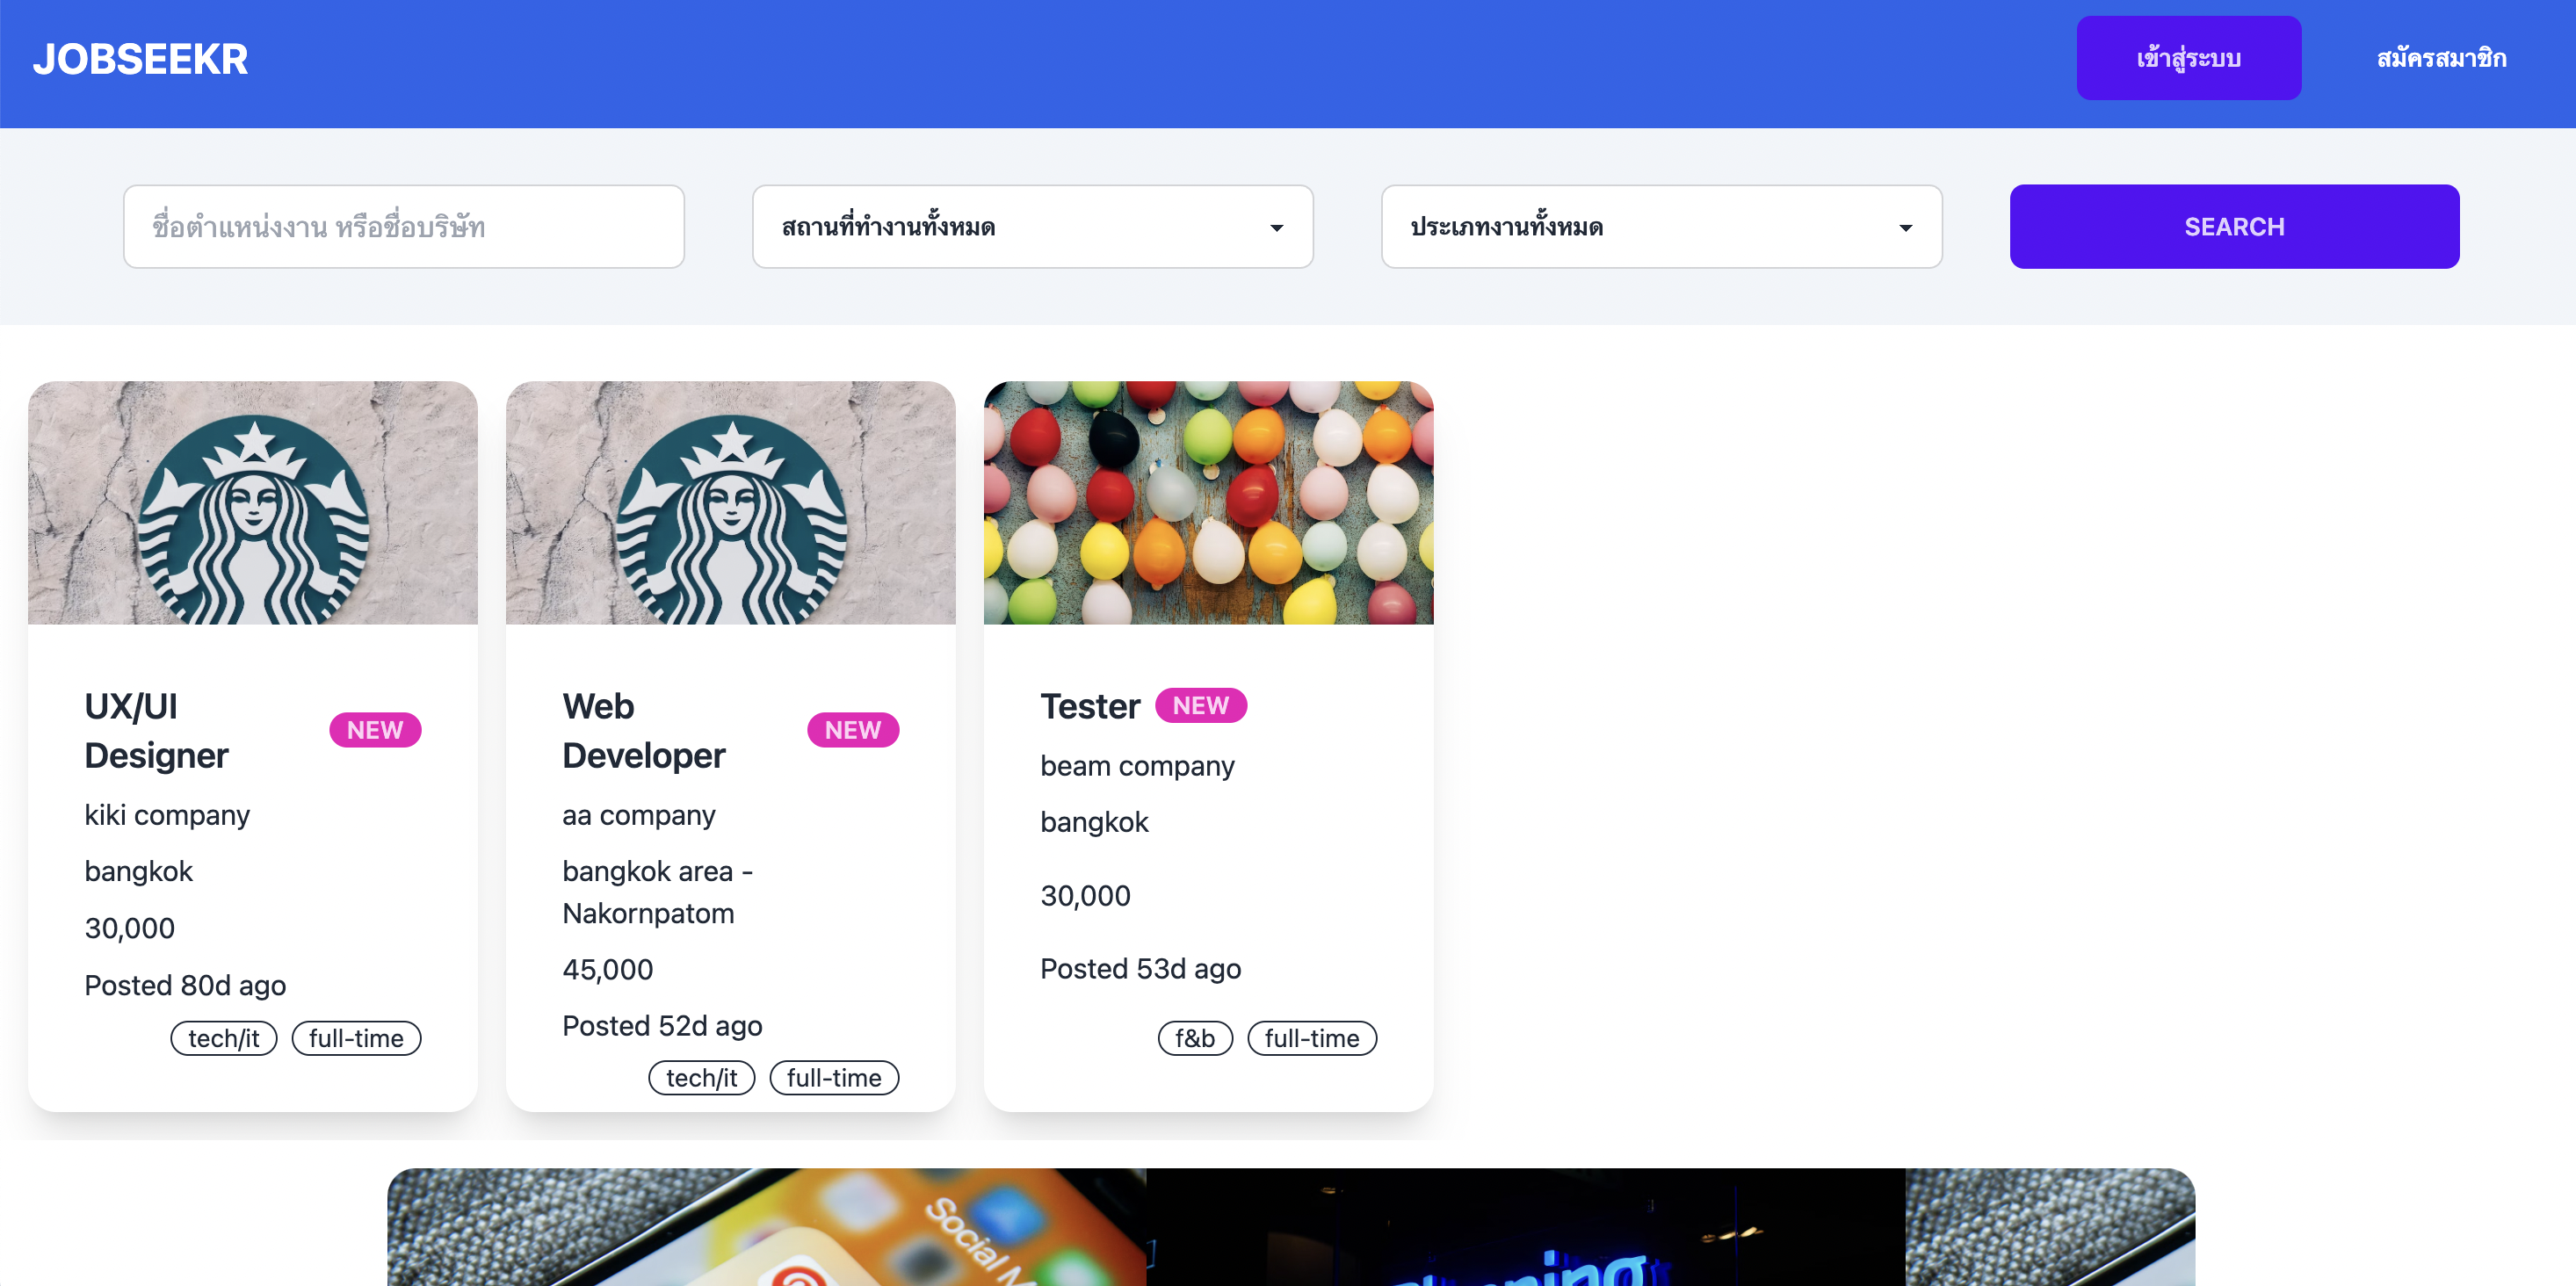 JOBSEEKR
เข้าสู่ระบบ
สมัครสมาชิก
ชื่อตำแหน่งงาน หรือชื่อบริษัท
สถานที่ทำงานทั้งหมด
ประเภทงานทั้งหมด
SEARCH
UX/UI
Designer
NEW
kiki company
bangkok
30,000
Posted 80d ago
tech/it
full-time
Web
Developer
NEW
aa company
bangkok area -
Nakornpatom
45,000
Posted 52d ago
tech/it
full-time
Tester
NEW
beam company
bangkok
30,000
Posted 53d ago
f&b
full-time
Social